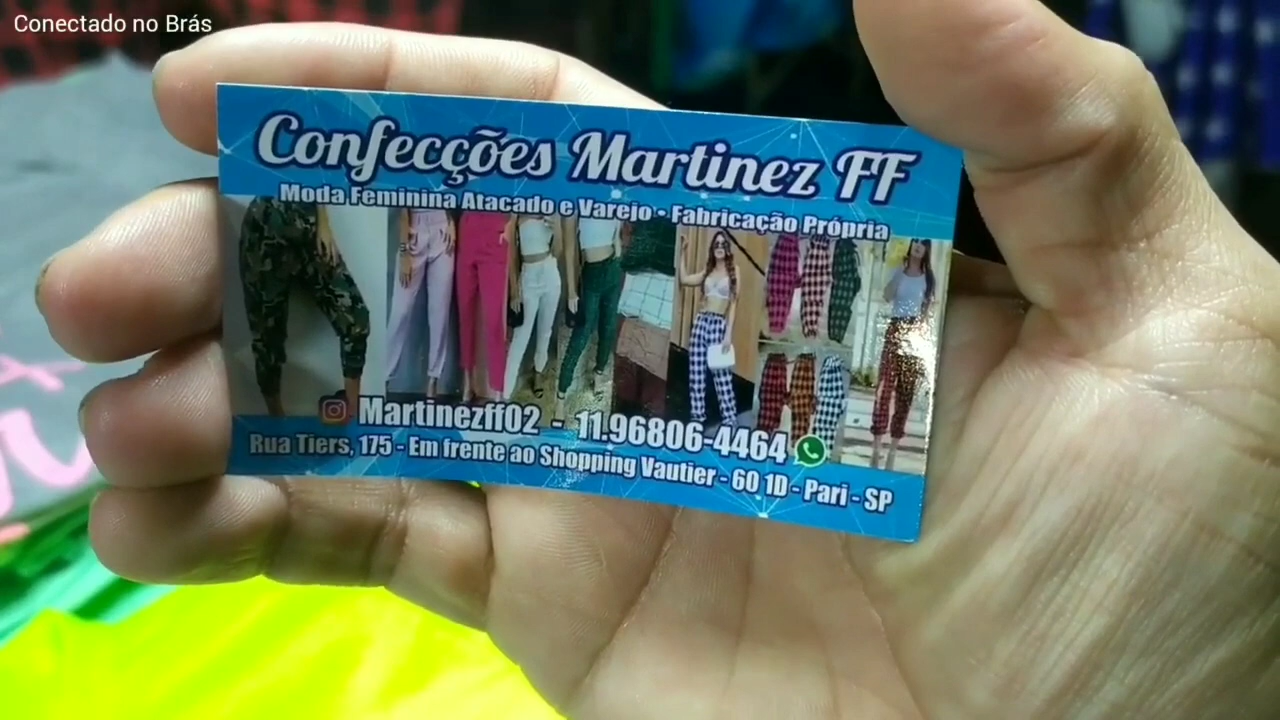 Conectado no Brás
Confecções Martinez FF
Moda Feminina Atacado e Varejo • Fabricação Própria
Martinezff02 - 11.96806-4464
Rua Tiers, 175 - Em frente ao Shopping Vautier - 60 1D - Pari - SP